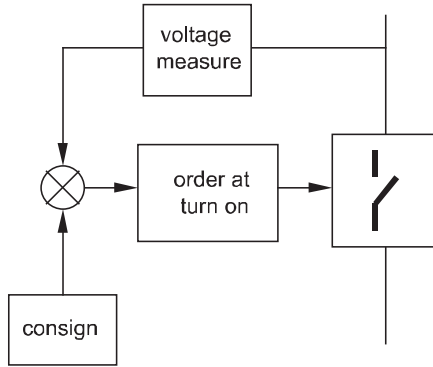 voltage
measure
order at
turn on
consign